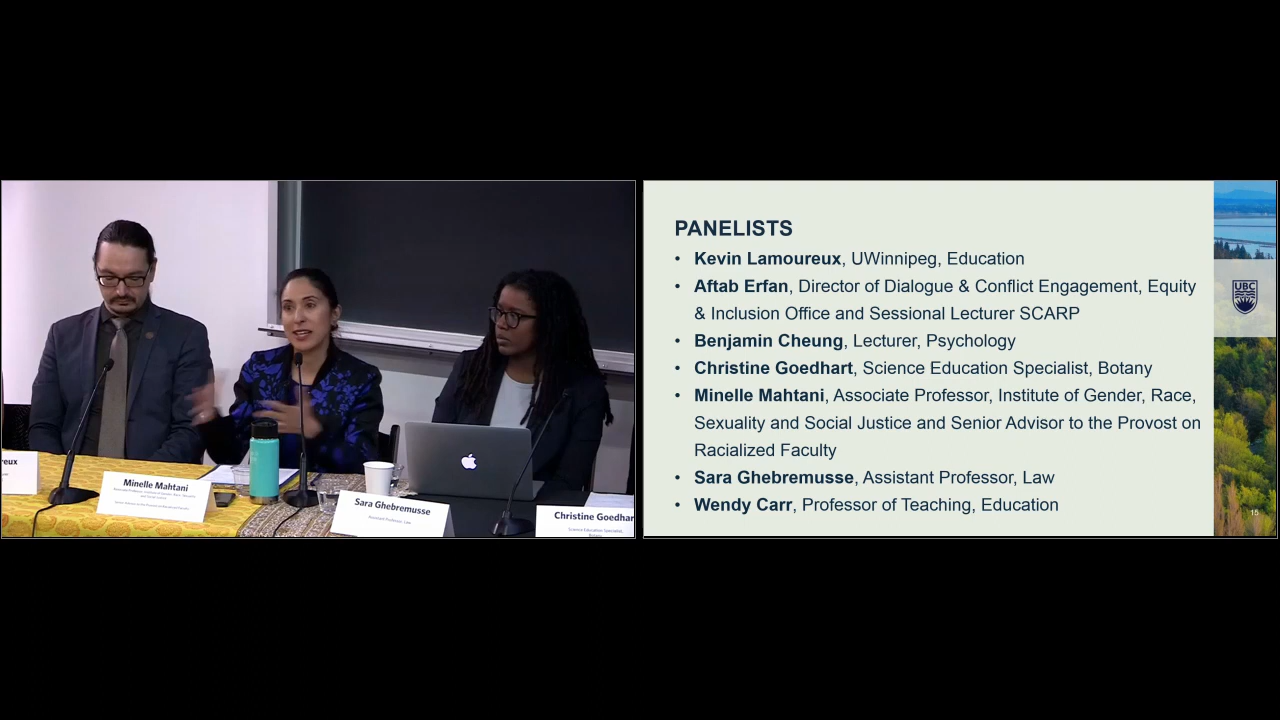 reux
Minelle Mahtani
Sara Ghebremusse
Assistant Professor, Law
Christine Goedhar
Science Education Specialist,
Botany
PANELISTS
• Kevin Lamoureux, UWinnipeg, Education
• Aftab Erfan, Director of Dialogue & Conflict Engagement, Equity
& Inclusion Office and Sessional Lecturer SCARP
• Benjamin Cheung, Lecturer, Psychology
• Christine Goedhart, Science Education Specialist, Botany
• Minelle Mahtani, Associate Professor, Institute of Gender, Race,
Sexuality and Social Justice and Senior Advisor to the Provost on
Racialized Faculty
• Sara Ghebremusse, Assistant Professor, Law
• Wendy Carr, Professor of Teaching, Education
UBC
15